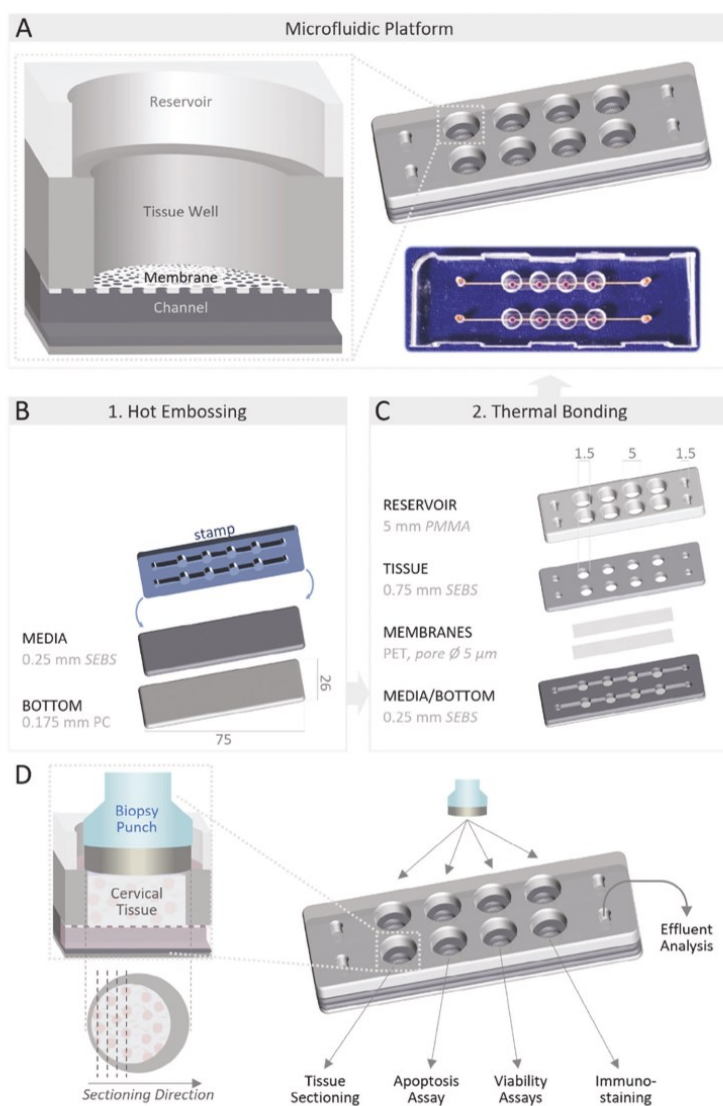 A
Microfluidic Platform
Reservoir
Tissue Well
Membrane
Channel
B
1. Hot Embossing
stamp
MEDIA
0.25 mm SEBS
BOTTOM
0.175 mm PC
26
75
C
2. Thermal Bonding
1.5 5 1.5
RESERVOIR
5 mm PMMA
TISSUE
0.75 mm SEBS
MEMBRANES
PET, pore Ø 5 µm
MEDIA/BOTTOM
0.25 mm SEBS
D
Biopsy
Punch
Cervical
Tissue
Sectioning Direction
Effluent
Analysis
Tissue
Sectioning
Apoptosis
Assay
Viability
Assays
Immuno-
staining